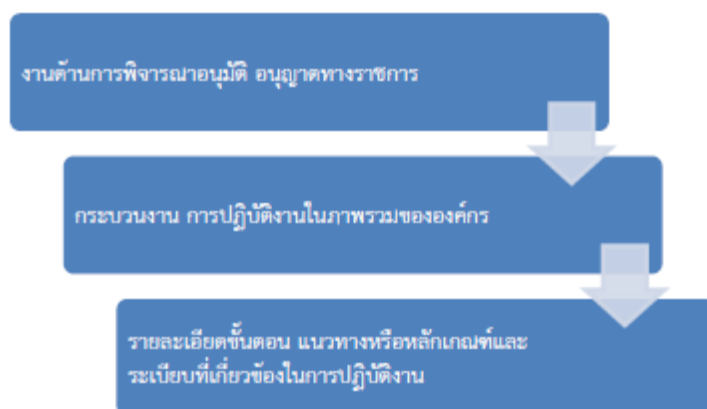 งานด้านการพิจารณาอนุมัติ อนุญาตทางราชการ
กระบวนงาน การปฏิบัติงานในภาพรวมขององค์กร
รายละเอียดขั้นตอน แนวทางหรือหลักเกณฑ์และ
ระเบียบที่เกี่ยวข้องในการปฏิบัติงาน